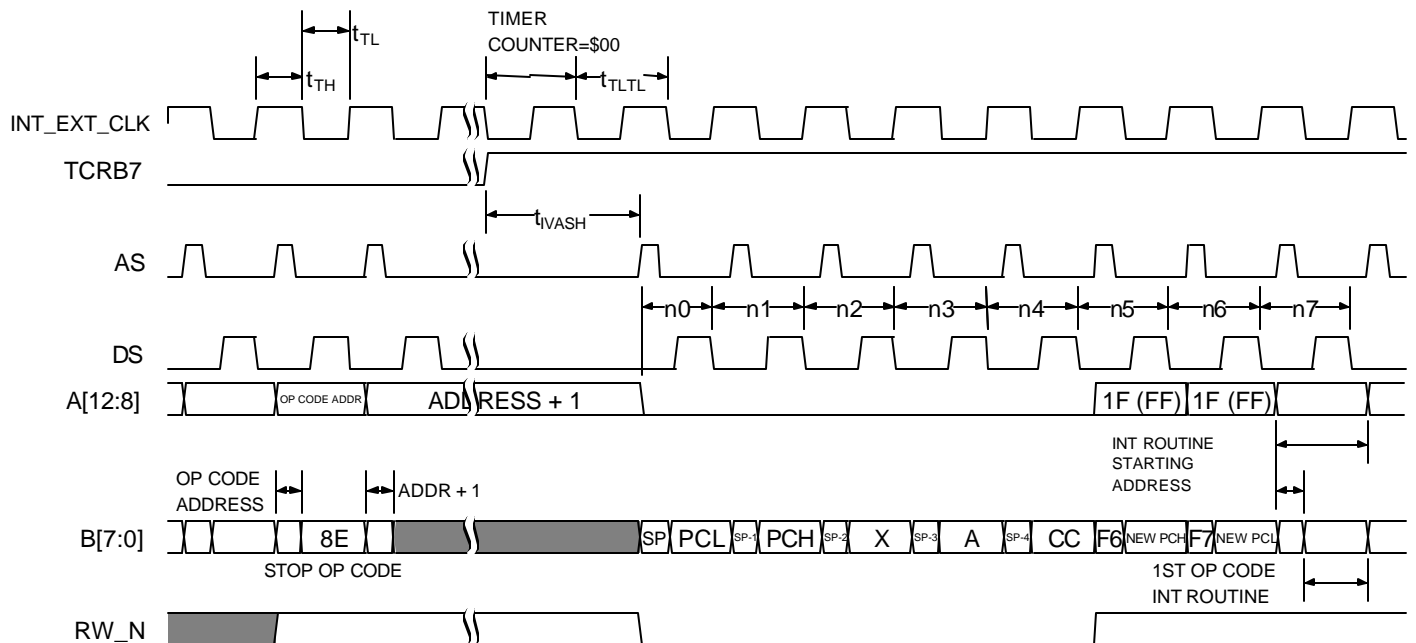 TIMER
COUNTER=$00
tTL
tTH
tTLTL
INT_EXT_CLK
TCRB7
tIVASH
AS
n0 n1 n2 n3 n4 n5 n6 n7
DS
A[12:8] OP CODE ADDR ADDRESS + 1 1F (FF) 1F (FF)
INT ROUTINE
STARTING
ADDRESS
OP CODE
ADDRESS
ADDR + 1
B[7:0] 8E SP PCL SP-1 PCH SP-2 X SP-3 A SP-4 CC F6 NEW PCH F7 NEW PCL
STOP OP CODE
1ST OP CODE
INT ROUTINE
RW_N